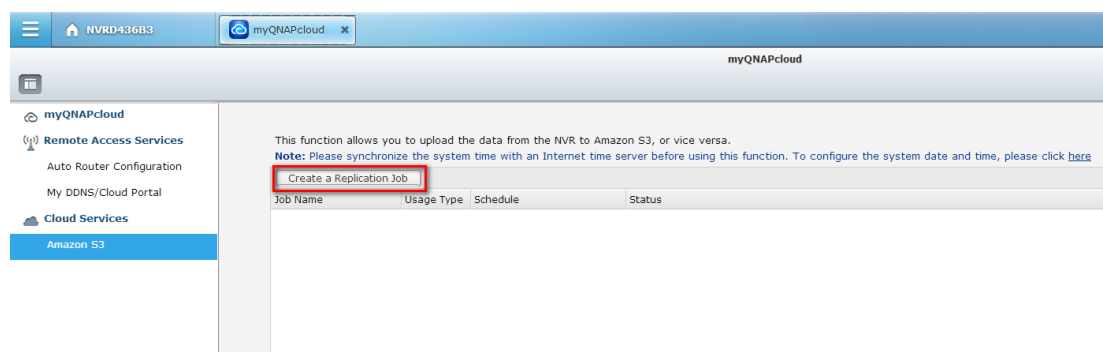 NVRD436B3
myQNAPcloud
myQNAPcloud
myQNAPcloud
Remote Access Services
Auto Router Configuration
My DDNS/Cloud Portal
Cloud Services
Amazon S3
This function allows you to upload the data from the NVR to Amazon S3, or vice versa.
Note: Please synchronize the system time with an Internet time server before using this function. To configure the system date and time, please click here
Create a Replication Job
Job Name Usage Type Schedule Status